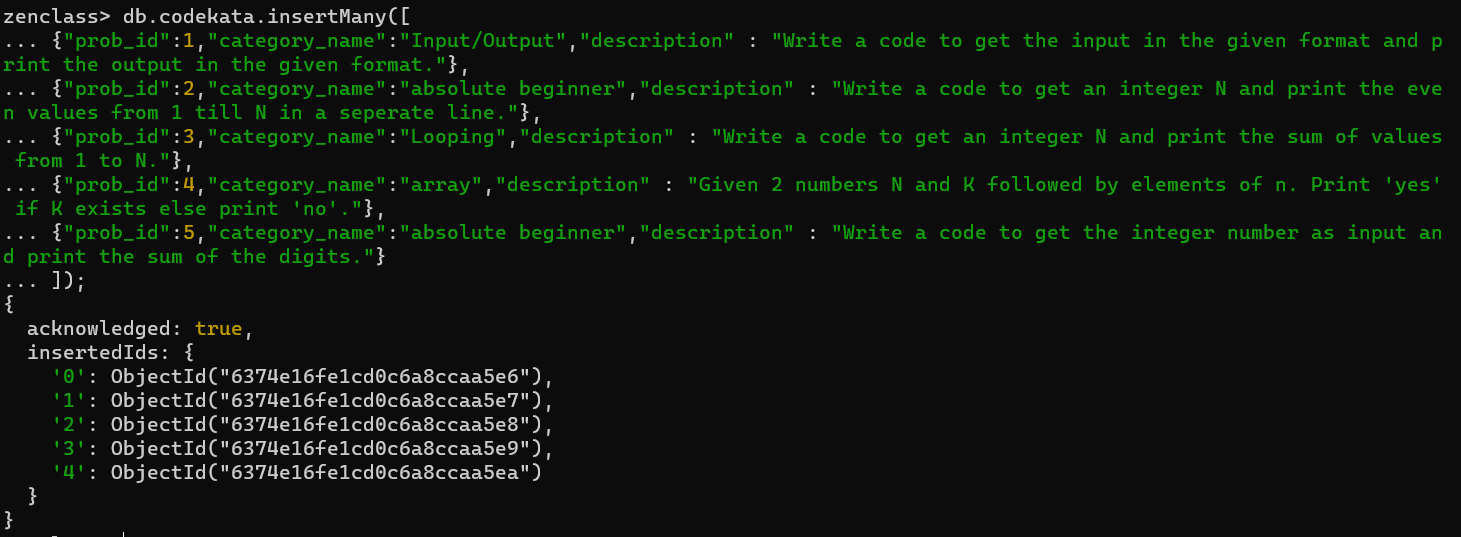 zenclass> db.codekata.insertMany([
... {"prob_id":1,"category_name":"Input/Output","description" : "Write a code to get the input in the given format and p
rint the output in the given format."},
... {"prob_id":2,"category_name":"absolute beginner","description" : "Write a code to get an integer N and print the eve
n values from 1 till N in a seperate line."},
... {"prob_id":3,"category_name":"Looping","description" : "Write a code to get an integer N and print the sum of values
 from 1 to N."},
... {"prob_id":4,"category_name":"array","description" : "Given 2 numbers N and K followed by elements of n. Print 'yes'
 if K exists else print 'no'."},
... {"prob_id":5,"category_name":"absolute beginner","description" : "Write a code to get the integer number as input an
d print the sum of the digits."}
... ]);
{
  acknowledged: true,
  insertedIds: {
    '0': ObjectId("6374e16fe1cd0c6a8ccaa5e6"),
    '1': ObjectId("6374e16fe1cd0c6a8ccaa5e7"),
    '2': ObjectId("6374e16fe1cd0c6a8ccaa5e8"),
    '3': ObjectId("6374e16fe1cd0c6a8ccaa5e9"),
    '4': ObjectId("6374e16fe1cd0c6a8ccaa5ea")
  }
}